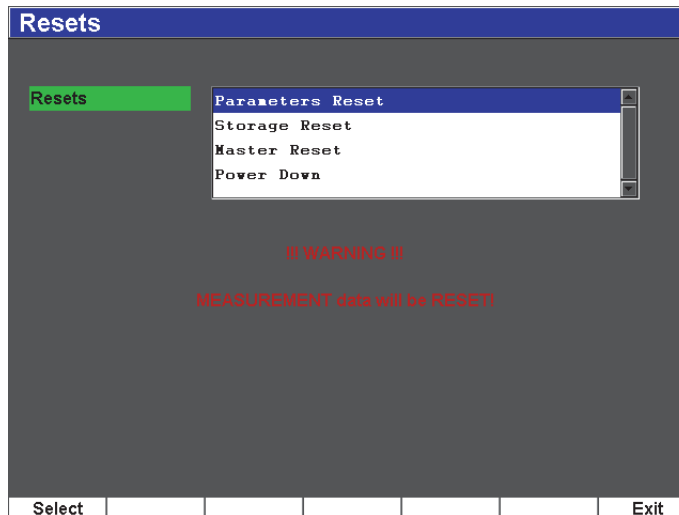 Resets
Resets
Parameters Reset
Storage Reset
Master Reset
Power Down
!!! WARNING !!!
MEASUREMENT data will be RESET!
Select
Exit